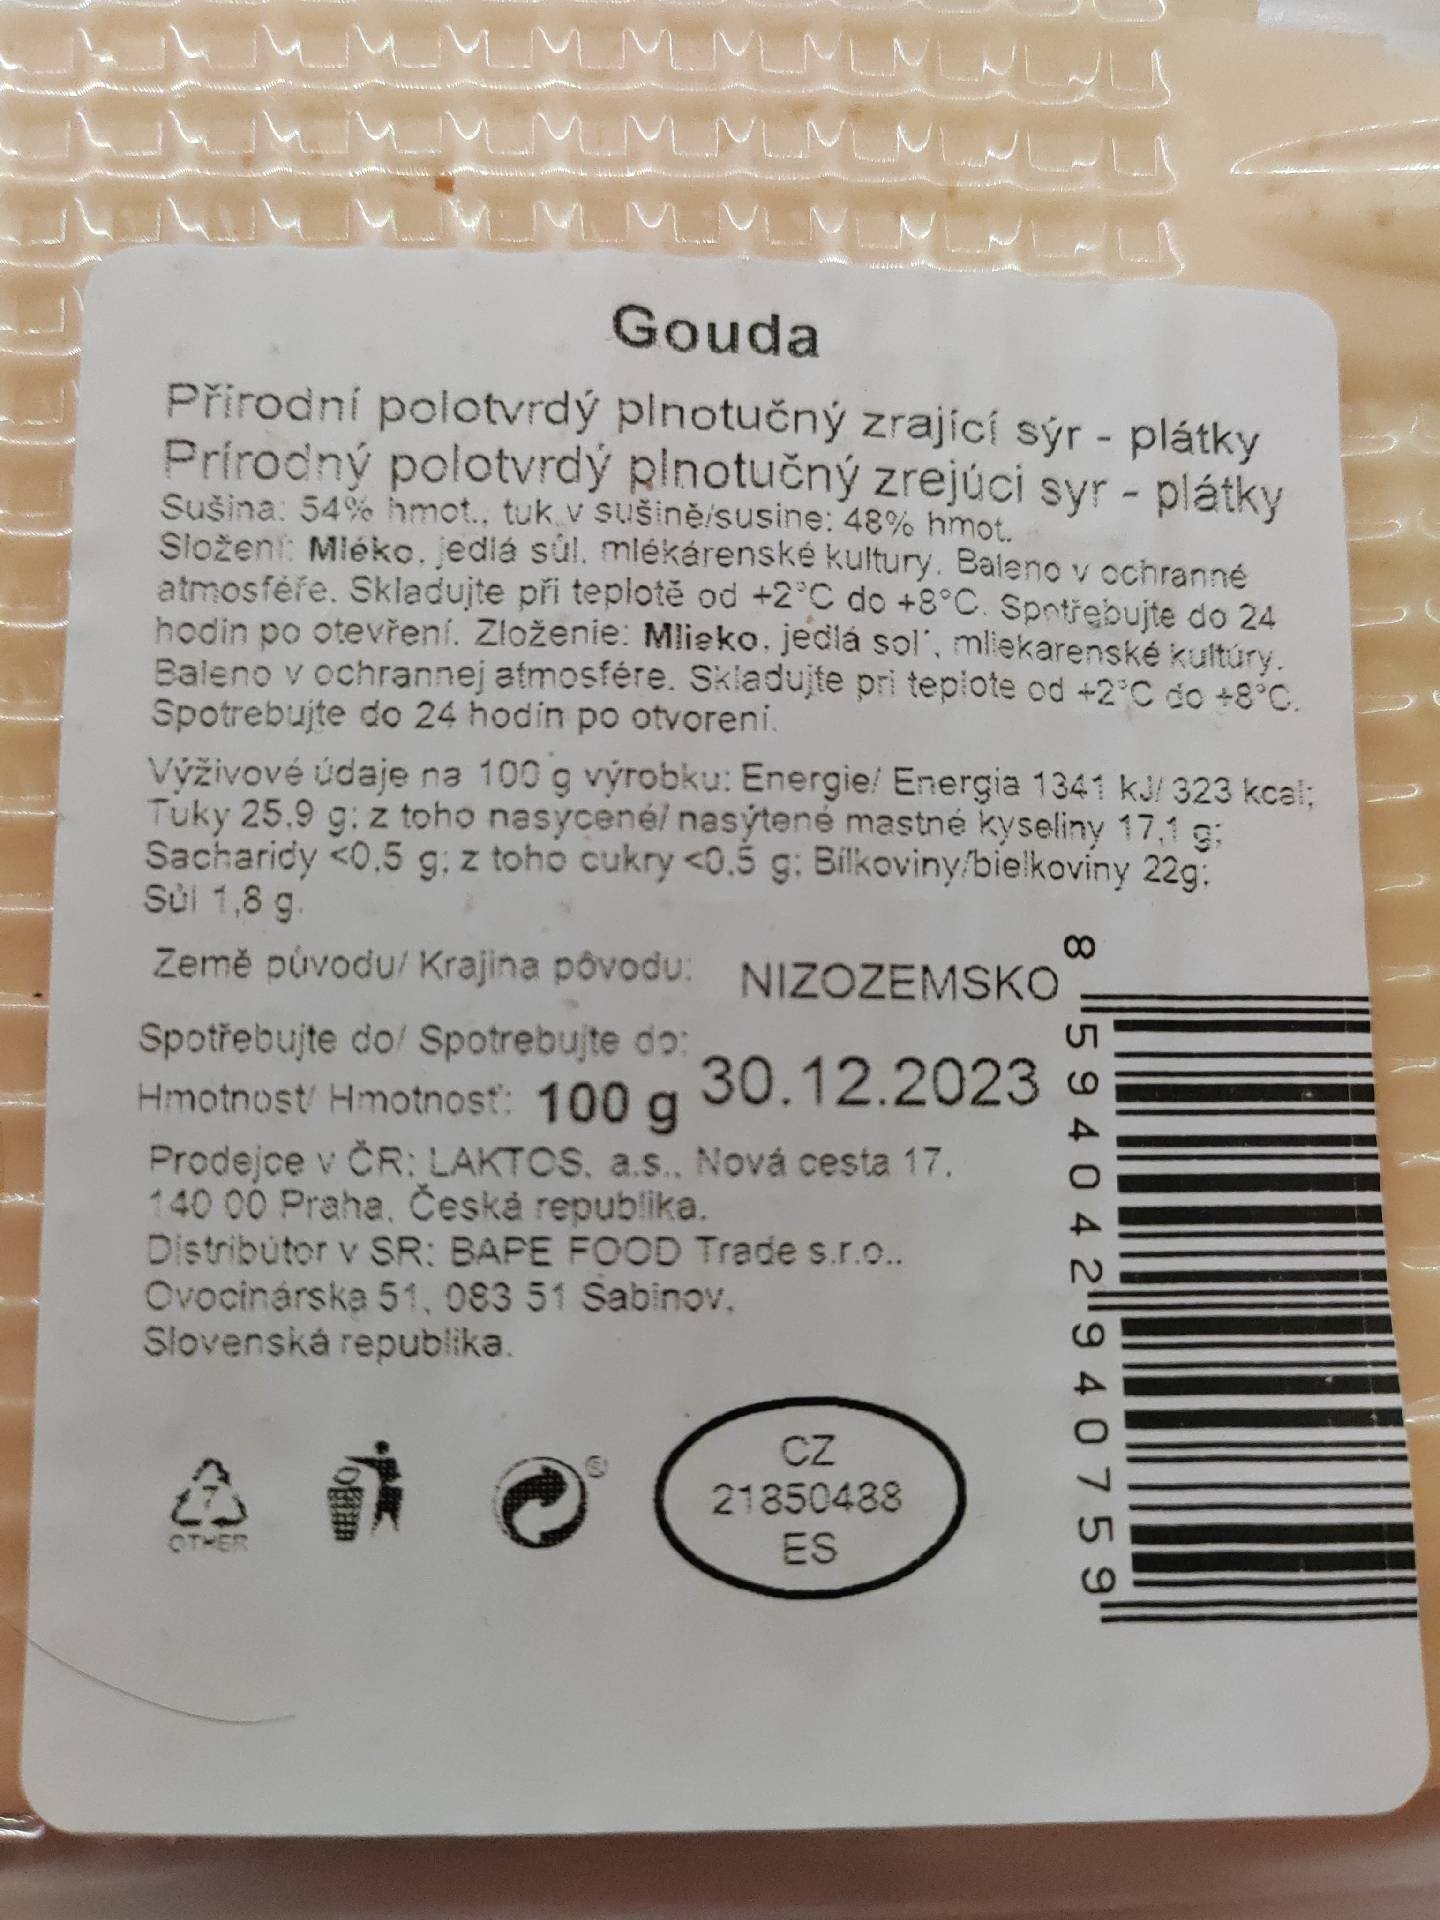 Gouda
Přírodní polotvrdý plnotučný zrající sýr - plátky
Prírodný polotvrdý plnotučný zrejúci syr - plátky
Sušina: 54% hmot., tuk v sušině/susine: 48% hmot.
Složení: Mléko, jedlá sůl, mlékárenské kultury. Baleno v ochranné
atmosféře. Skladujte při teplotě od +2°C do +8°C. Spotřebujte do 24
hodin po otevření. Zloženie: Mlieko, jedlá sol', mliekarenské kultúry.
Baleno v ochrannej atmosfére. Skladujte pri teplote od +2°C do +8°C.
Spotrebujte do 24 hodín po otvorení.
Výživové údaje na 100 g výrobku: Energie/ Energia 1341 kJ/ 323 kcal;
Tuky 25,9 g; z toho nasycené/ nasýtené mastné kyseliny 17,1 g;
Sacharidy <0,5 g; z toho cukry <0,5 g; Bílkoviny/bielkoviny 22g;
Sůl 1,8 g.
Země původu/ Krajina pôvodu: NIZOZEMSKO
Spotřebujte do/ Spotrebujte do: 30.12.2023
Hmotnost/ Hmotnosť: 100 g
Prodejce v ČR: LAKTOS, a.s., Nová cesta 17,
140 00 Praha, Česká republika.
Distribútor v SR: BAPE FOOD Trade s.r.o.,
Ovocinárska 51, 083 51 Sabinov,
Slovenská republika.
7
OTHER
CZ
21850488
ES
8 594042 940759